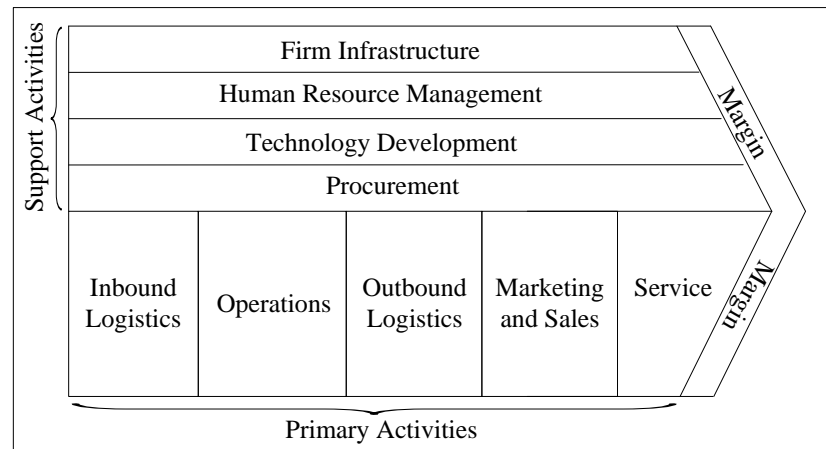 Support Activities
Firm Infrastructure
Human Resource Management
Technology Development
Procurement
Margin
Inbound
Logistics
Operations
Outbound
Logistics
Marketing
and Sales
Service
Margin
Primary Activities